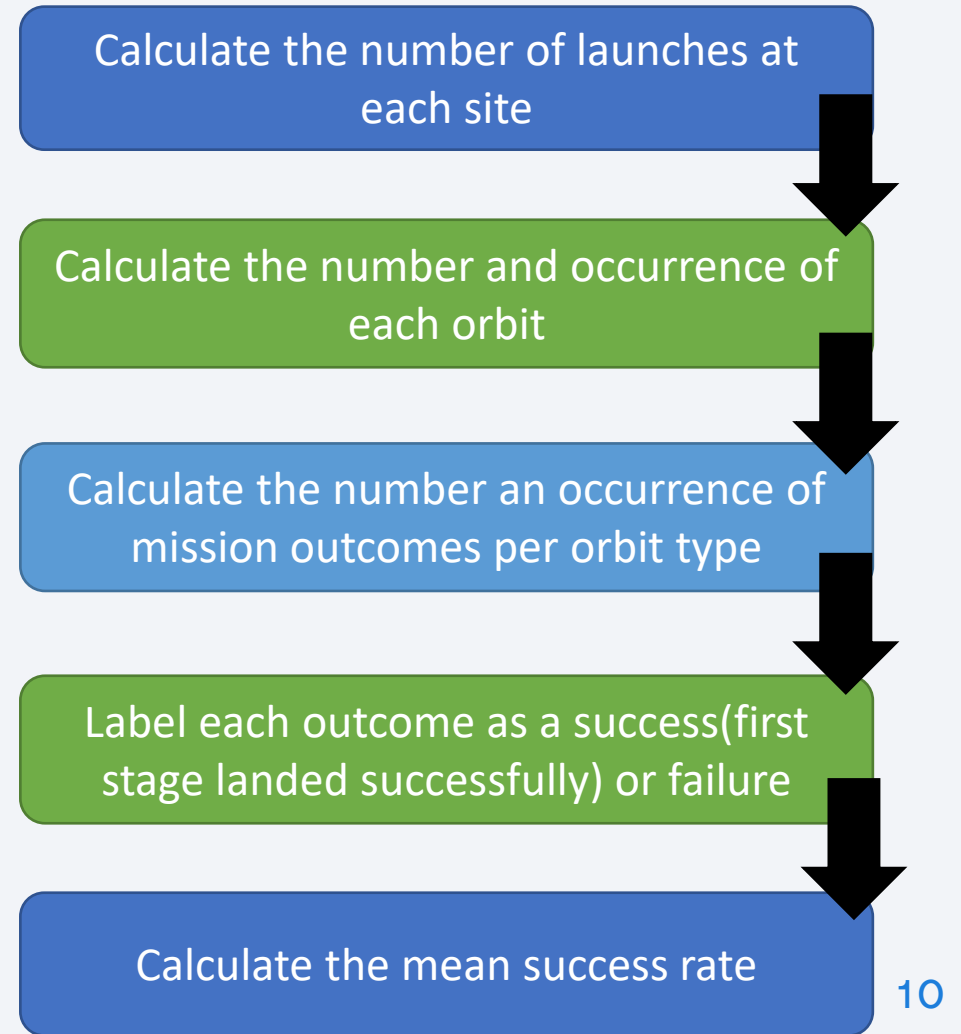 Calculate the number of launches at
each site
Calculate the number and occurrence of
each orbit
Calculate the number an occurrence of
mission outcomes per orbit type
Label each outcome as a success(first
stage landed successfully) or failure
Calculate the mean success rate
10